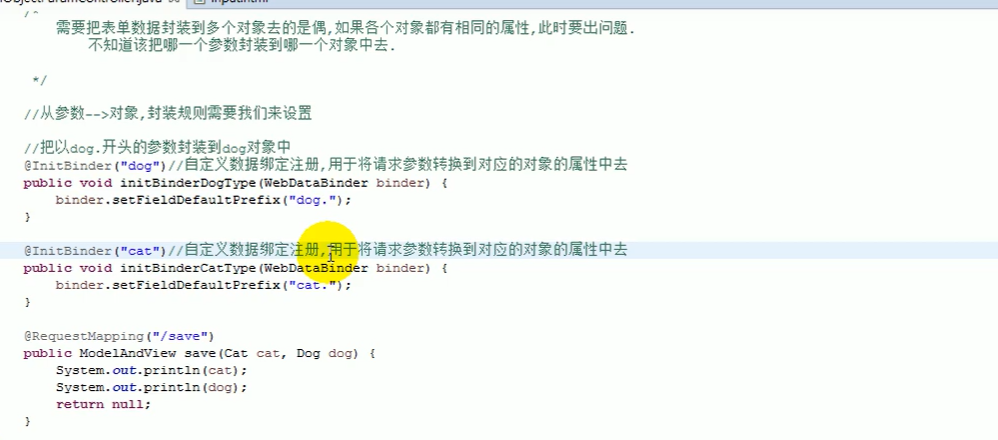 ObjectParamController.java input.html
/*
需要把表单数据封装到多个对象去的是偶,如果各个对象都有相同的属性,此时要出问题.
不知道该把哪一个参数封装到哪一个对象中去.
*/
//从参数-->对象,封装规则需要我们来设置
//把以dog.开头的参数封装到dog对象中
@InitBinder("dog")//自定义数据绑定注册,用于将请求参数转换到对应的对象的属性中去
public void initBinderDogType(WebDataBinder binder) {
binder.setFieldDefaultPrefix("dog.");
}
@InitBinder("cat")//自定义数据绑定注册,用于将请求参数转换到对应的对象的属性中去
public void initBinderCatType(WebDataBinder binder) {
binder.setFieldDefaultPrefix("cat.");
}
@RequestMapping("/save")
public ModelAndView save(Cat cat, Dog dog) {
System.out.println(cat);
System.out.println(dog);
return null;
}